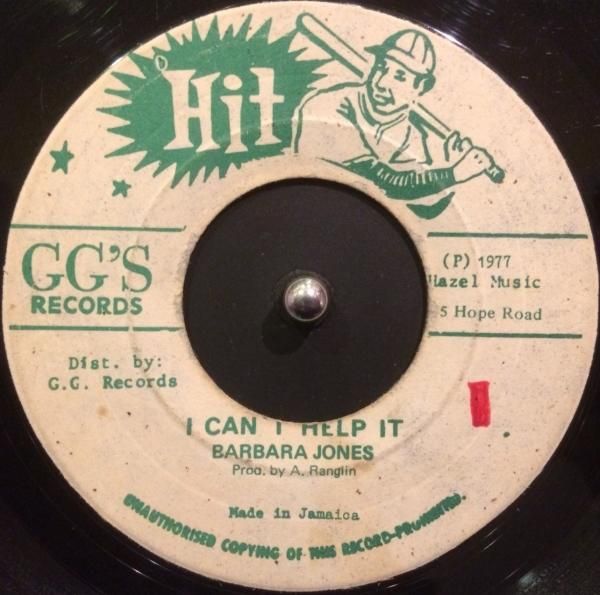 Hit
GG'S
RECORDS
(P) 1977
Hazel Music
5 Hope Road
Dist. by:
G.G. Records
I CAN'T HELP IT
BARBARA JONES
Prod. by A. Ranglin
Made in Jamaica
UNAUTHORISED COPYING OF THIS RECORD PROHIBITED.